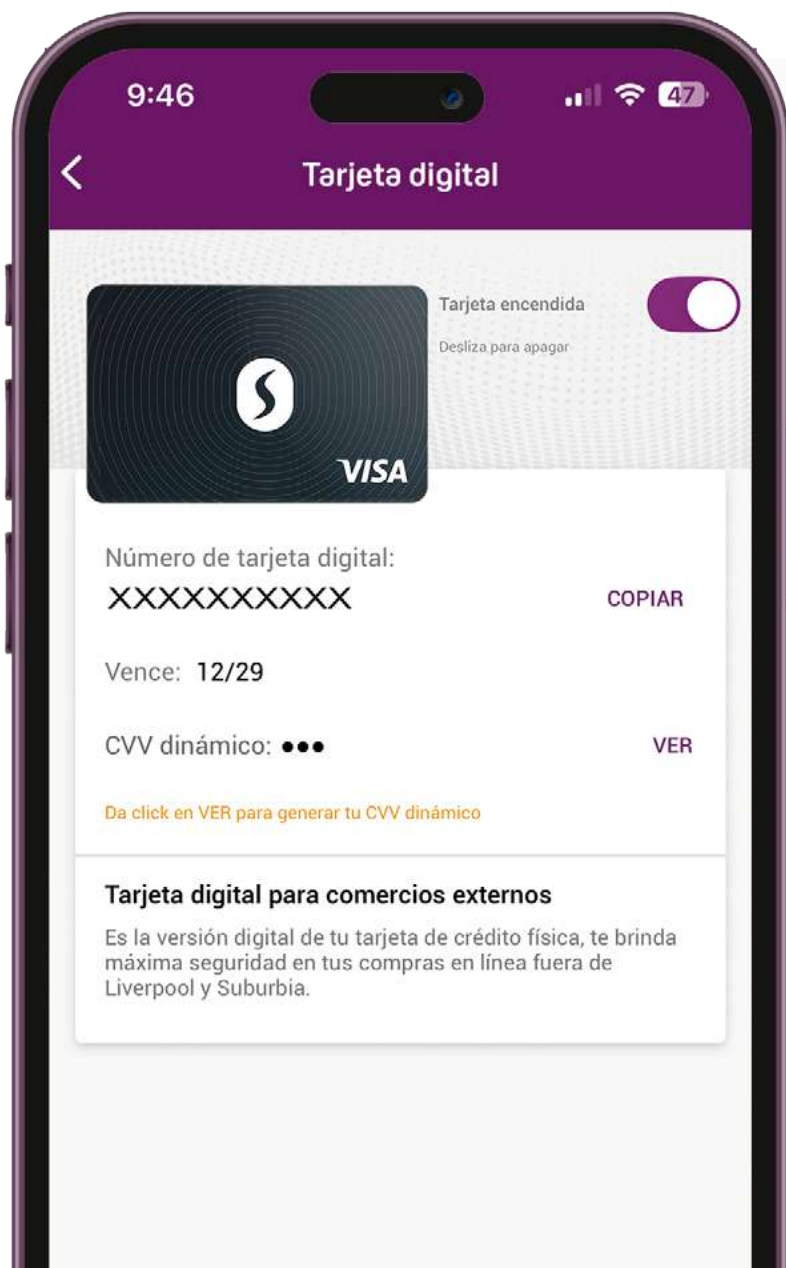 9:46
47
Tarjeta digital
Tarjeta encendida
Desliza para apagar
S
VISA
Número de tarjeta digital:
XXXXXXXXXX
COPIAR
Vence: 12/29
CVV dinámico: •••
VER
Da click en VER para generar tu CVV dinámico
Tarjeta digital para comercios externos
Es la versión digital de tu tarjeta de crédito física, te brinda
máxima seguridad en tus compras en línea fuera de
Liverpool y Suburbia.